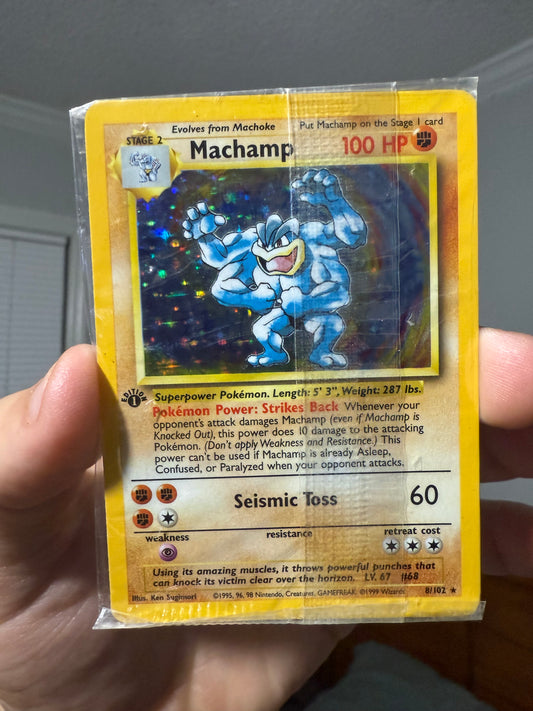 Evolves from Machoke
Put Machamp on the Stage 1 card
STAGE 2
Machamp
100 HP
EDITION
1
Superpower Pokémon. Length: 5' 3", Weight: 287 lbs.
Pokémon Power: Strikes Back Whenever your
opponent's attack damages Machamp (even if Machamp is
Knocked Out), this power does 10 damage to the attacking
Pokémon. (Don't apply Weakness and Resistance.) This
power can't be used if Machamp is already Asleep,
Confused, or Paralyzed when your opponent attacks.
Seismic Toss
60
weakness
resistance
retreat cost
Using its amazing muscles, it throws powerful punches that
can knock its victim clear over the horizon. LV. 67 #68
Illus. Ken Sugimori
©1995, 96, 98 Nintendo, Creatures, GAMEFREAK. ©1999 Wizards.
8/102 ★